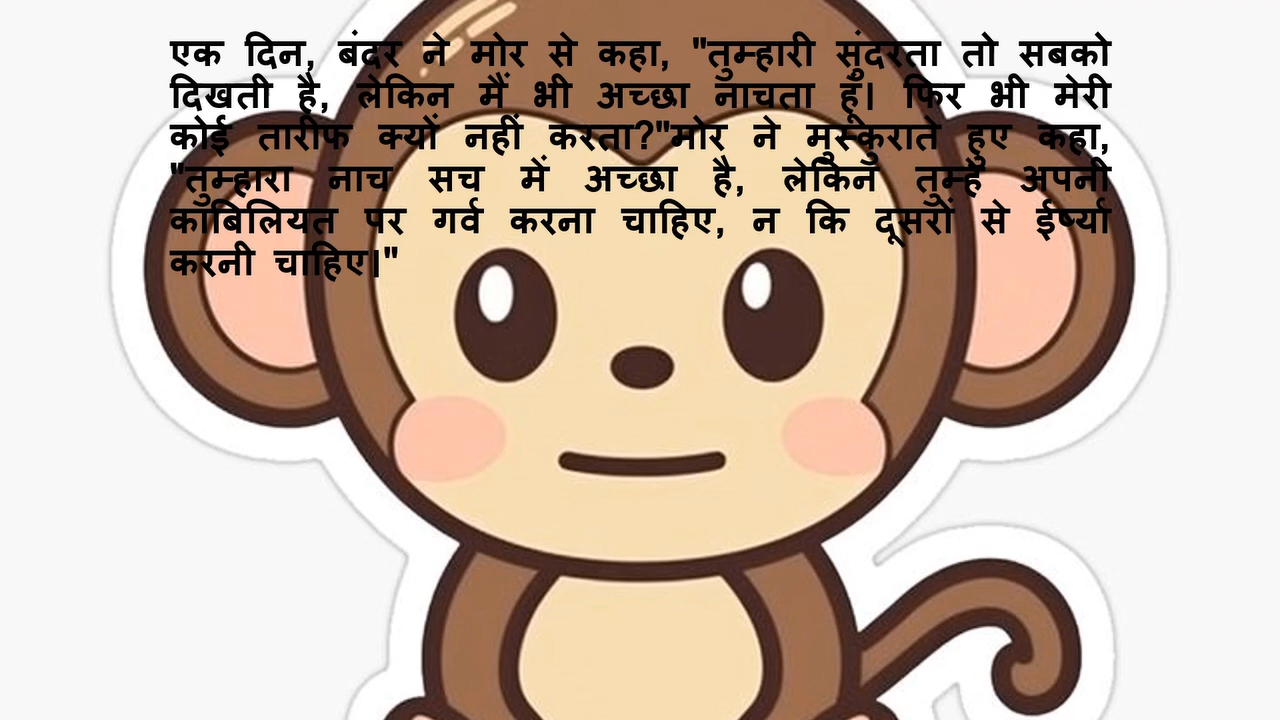 एक दिन, बंदर ने मोर से कहा, "तुम्हारी सुंदरता तो सबको
दिखती है, लेकिन मैं भी अच्छा नाचता हूँ। फिर भी मेरी
कोई तारीफ क्यों नहीं करता?"मोर ने मुस्कुराते हुए कहा,
"तुम्हारा नाच सच में अच्छा है, लेकिन तुम्हें अपनी
काबिलियत पर गर्व करना चाहिए, न कि दूसरों से ईर्ष्या
करनी चाहिए।"